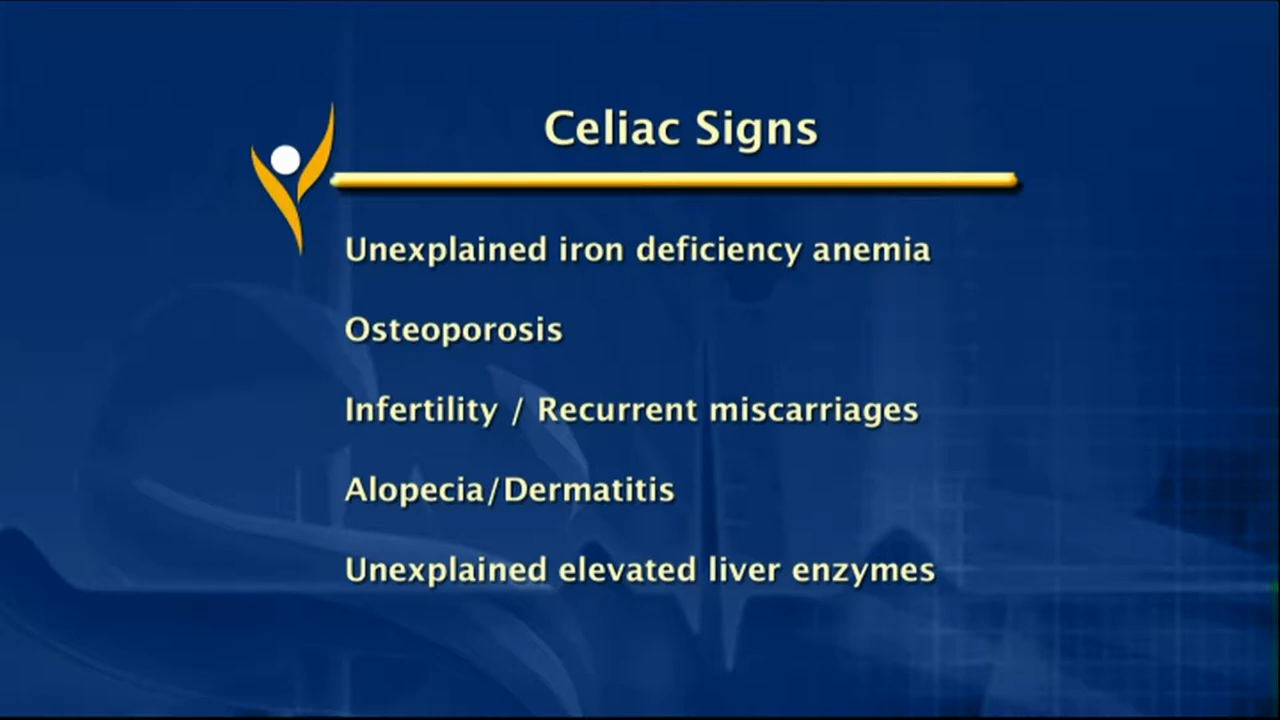 Celiac Signs
Unexplained iron deficiency anemia
Osteoporosis
Infertility / Recurrent miscarriages
Alopecia/Dermatitis
Unexplained elevated liver enzymes